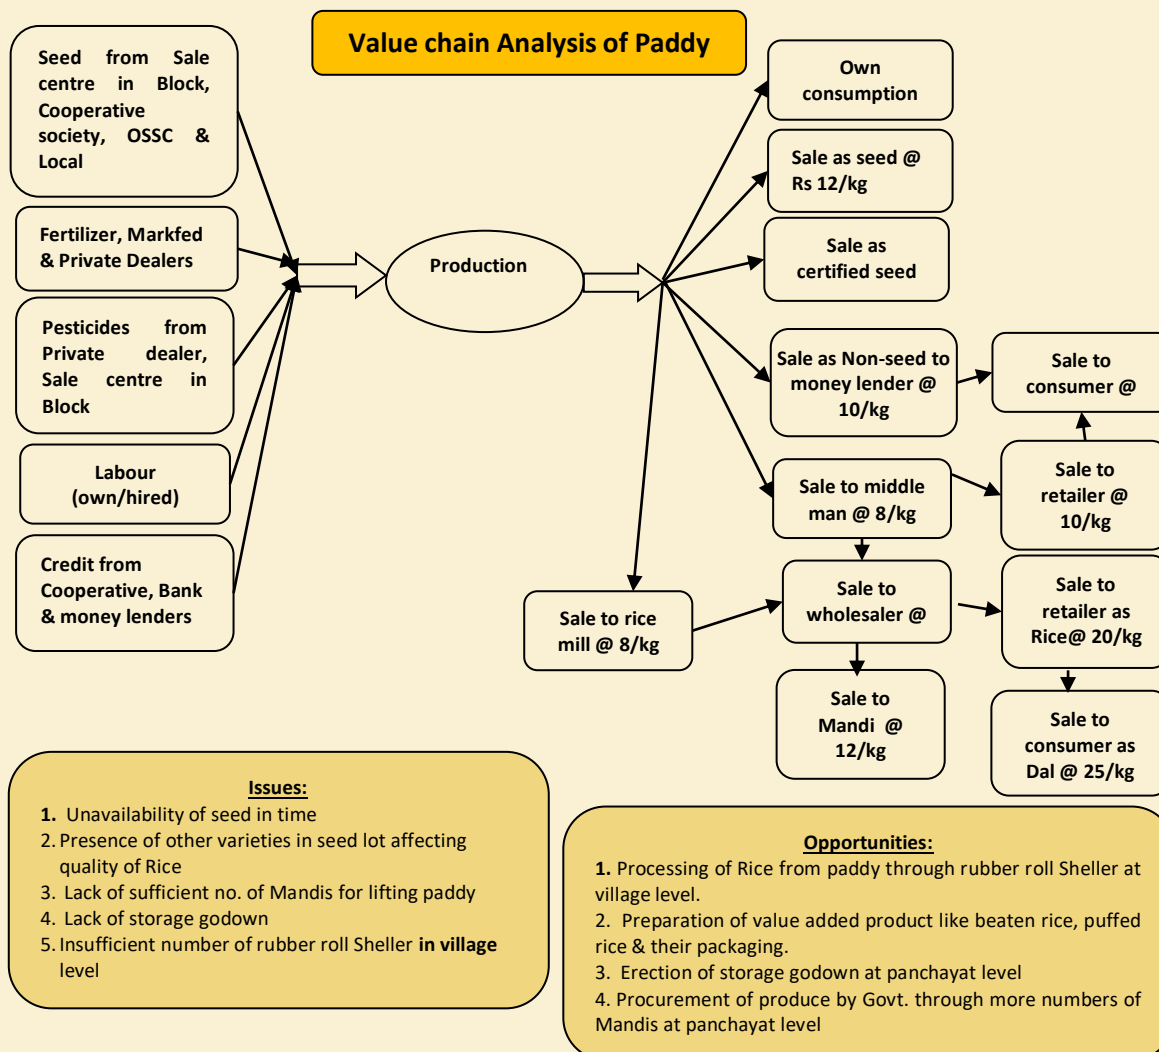 Value chain Analysis of Paddy
Seed from Sale
centre in Block,
Cooperative
society, OSSC &
Local
Fertilizer, Markfed
& Private Dealers
Pesticides from
Private dealer,
Sale centre in
Block
Labour
(own/hired)
Credit from
Cooperative, Bank
& money lenders
Production
Own
consumption
Sale as seed @
Rs 12/kg
Sale as
certified seed
Sale as Non-seed to
money lender @
10/kg
Sale to
consumer @
Sale to middle
man @ 8/kg
Sale to
retailer @
10/kg
Sale to rice
mill @ 8/kg
Sale to
wholesaler @
Sale to
retailer as
Rice@ 20/kg
Sale to
Mandi @
12/kg
Sale to
consumer as
Dal @ 25/kg
Issues:
1. Unavailability of seed in time
2. Presence of other varieties in seed lot affecting
quality of Rice
3. Lack of sufficient no. of Mandis for lifting paddy
4. Lack of storage godown
5. Insufficient number of rubber roll Sheller in village
level
Opportunities:
1. Processing of Rice from paddy through rubber roll Sheller at
village level.
2. Preparation of value added product like beaten rice, puffed
rice & their packaging.
3. Erection of storage godown at panchayat level
4. Procurement of produce by Govt. through more numbers of
Mandis at panchayat level